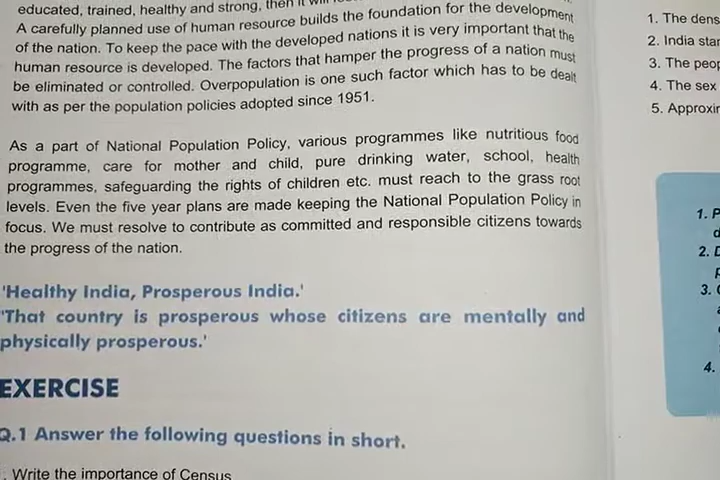 educated, trained, healthy and strong, then it will
A carefully planned use of human resource builds the foundation for the development
of the nation. To keep the pace with the developed nations it is very important that the
human resource is developed. The factors that hamper the progress of a nation must
be eliminated or controlled. Overpopulation is one such factor which has to be dealt
with as per the population policies adopted since 1951.
As a part of National Population Policy, various programmes like nutritious food
programme, care for mother and child, pure drinking water, school, health
programmes, safeguarding the rights of children etc. must reach to the grass root
levels. Even the five year plans are made keeping the National Population Policy in
focus. We must resolve to contribute as committed and responsible citizens towards
the progress of the nation.
'Healthy India, Prosperous India.'
'That country is prosperous whose citizens are mentally and
physically prosperous.'
EXERCISE
Q.1 Answer the following questions in short.
. Write the importance of Census
1. The dens
2. India star
3. The peop
4. The sex
5. Approxir
1. P
d
2. D
p
3.
4.